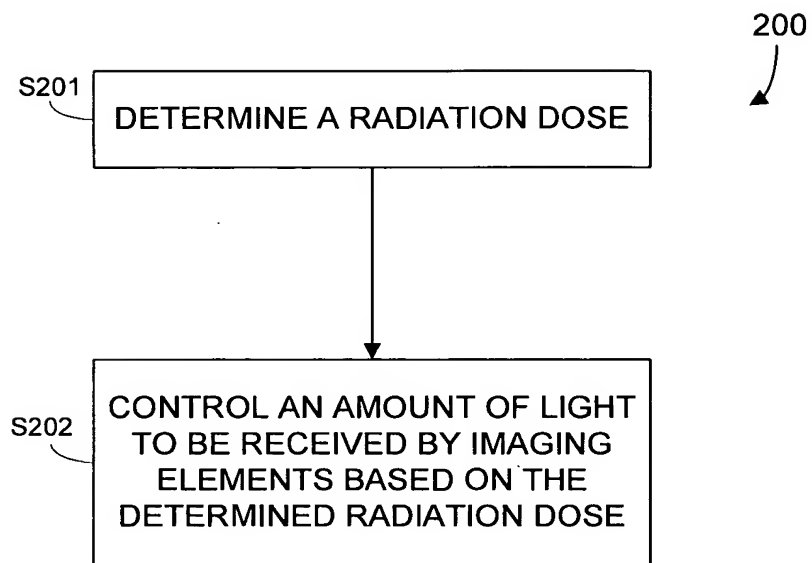 200
S201
DETERMINE A RADIATION DOSE
S202
CONTROL AN AMOUNT OF LIGHT
TO BE RECEIVED BY IMAGING
ELEMENTS BASED ON THE
DETERMINED RADIATION DOSE